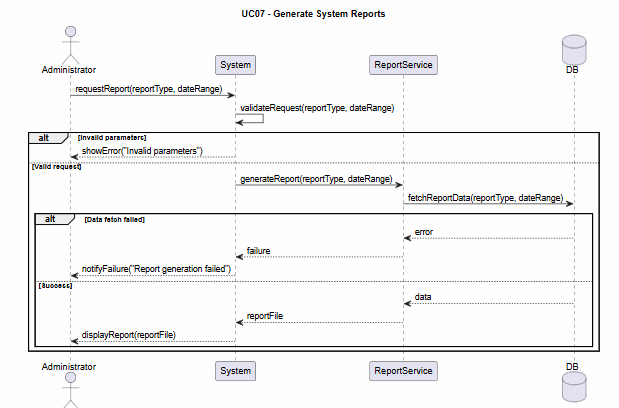 UC07 - Generate System Reports
Administrator
System
ReportService
DB
requestReport(reportType, dateRange)
validateRequest(reportType, dateRange)
alt
[Invalid parameters]
showError("Invalid parameters")
[Valid request]
generateReport(reportType, dateRange)
fetchReportData(reportType, dateRange)
alt
[Data fetch failed]
error
failure
notifyFailure("Report generation failed")
[Success]
data
reportFile
displayReport(reportFile)
Administrator
System
ReportService
DB